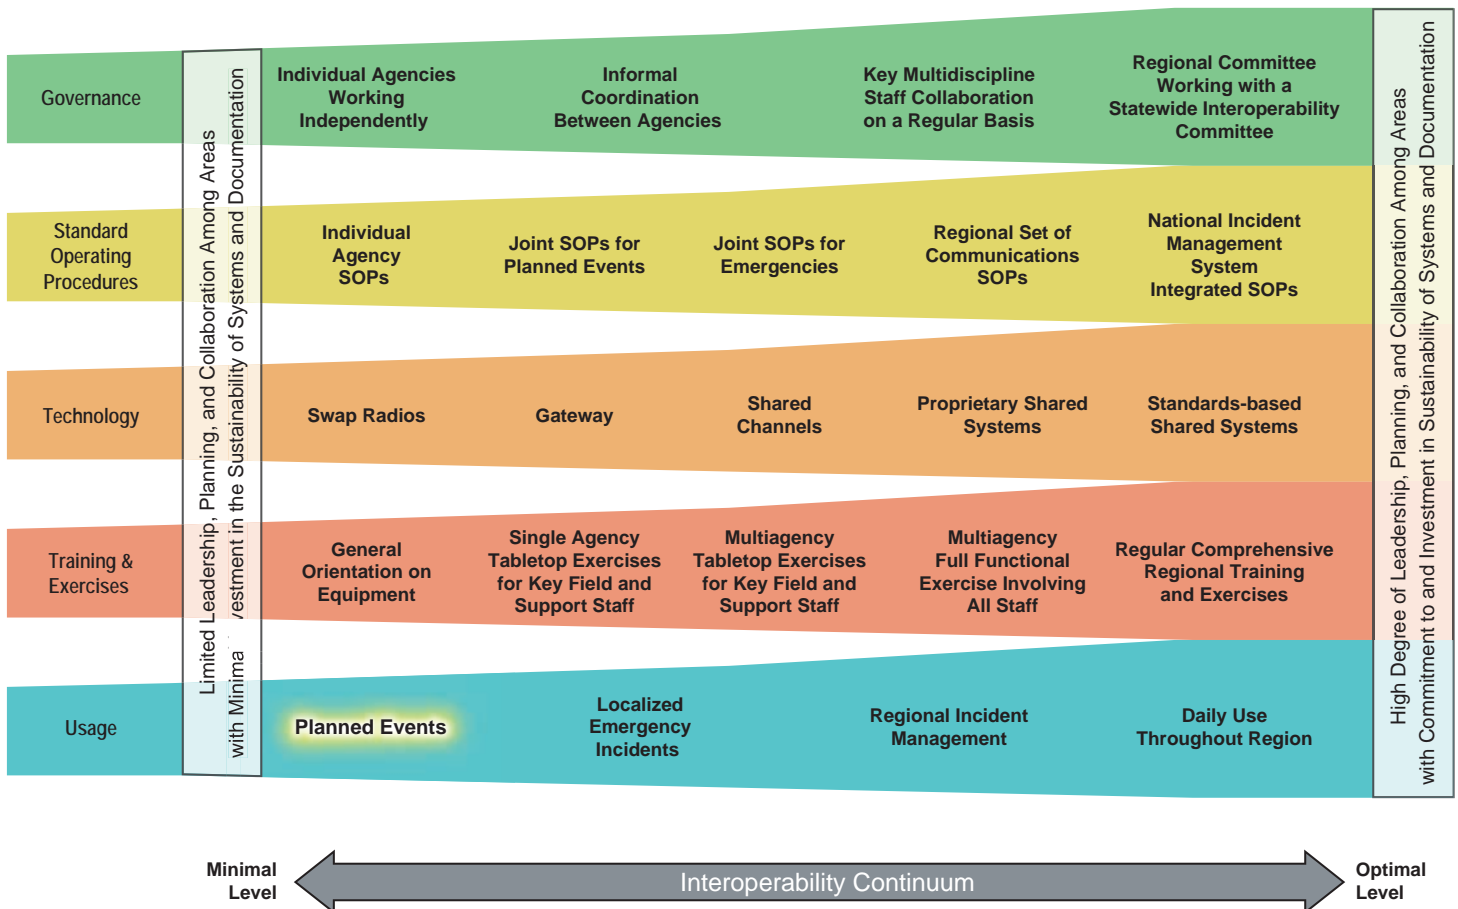 Governance
Individual Agencies
Working
Independently
Informal
Coordination
Between Agencies
Key Multidiscipline
Staff Collaboration
on a Regular Basis
Regional Committee
Working with a
Statewide Interoperability
Committee
Standard
Operating
Procedures
Individual
Agency
SOPs
Joint SOPs for
Planned Events
Joint SOPs for
Emergencies
Regional Set of
Communications
SOPs
National Incident
Management
System
Integrated SOPs
Technology
Swap Radios
Gateway
Shared
Channels
Proprietary Shared
Systems
Standards-based
Shared Systems
Training &
Exercises
General
Orientation on
Equipment
Single Agency
Tabletop Exercises
for Key Field and
Support Staff
Multiagency
Tabletop Exercises
for Key Field and
Support Staff
Multiagency
Full Functional
Exercise Involving
All Staff
Regular Comprehensive
Regional Training
and Exercises
Usage
Planned Events
Localized
Emergency
Incidents
Regional Incident
Management
Daily Use
Throughout Region
Limited Leadership, Planning, and Collaboration Among Areas
with Minima vestment in the Sustainability of Systems and Documentation
High Degree of Leadership, Planning, and Collaboration Among Areas
with Commitment to and Investment in Sustainability of Systems and Documentation
Minimal
Level
Interoperability Continuum
Optimal
Level